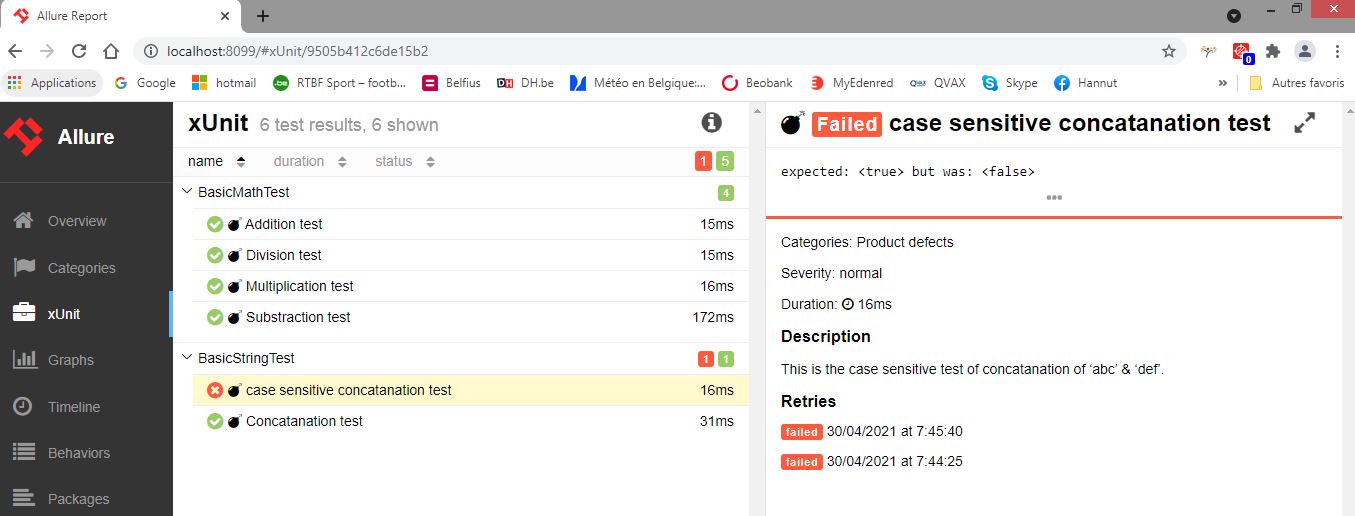 Allure Report
localhost:8099/#xUnit/9505b412c6de15b2
0
Applications Google hotmail RTBF Sport – footb... Belfius DH DH.be Météo en Belgique:... Beobank MyEdenred QVAX QVAX Skype Hannut » Autres favoris
Allure
Overview
Categories
xUnit
Graphs
Timeline
Behaviors
Packages
xUnit 6 test results, 6 shown
name duration status 1 5
BasicMathTest 4
Addition test 15ms
Division test 15ms
Multiplication test 16ms
Substraction test 172ms
BasicStringTest 1 1
case sensitive concatanation test 16ms
Concatanation test 31ms
Failed case sensitive concatanation test
expected: <true> but was: <false>
Categories: Product defects
Severity: normal
Duration: 16ms
Description
This is the case sensitive test of concatanation of ‘abc’ & ‘def’.
Retries
failed 30/04/2021 at 7:45:40
failed 30/04/2021 at 7:44:25